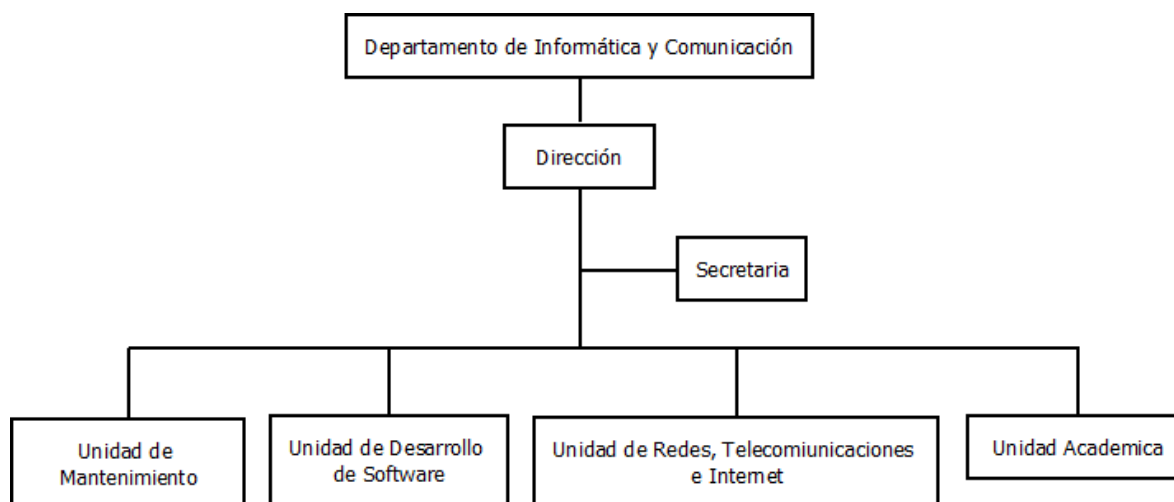 Departamento de Informática y Comunicación
Dirección
Secretaria
Unidad de
Mantenimiento
Unidad de Desarrollo
de Software
Unidad de Redes, Telecomiunicaciones
e Internet
Unidad Academica